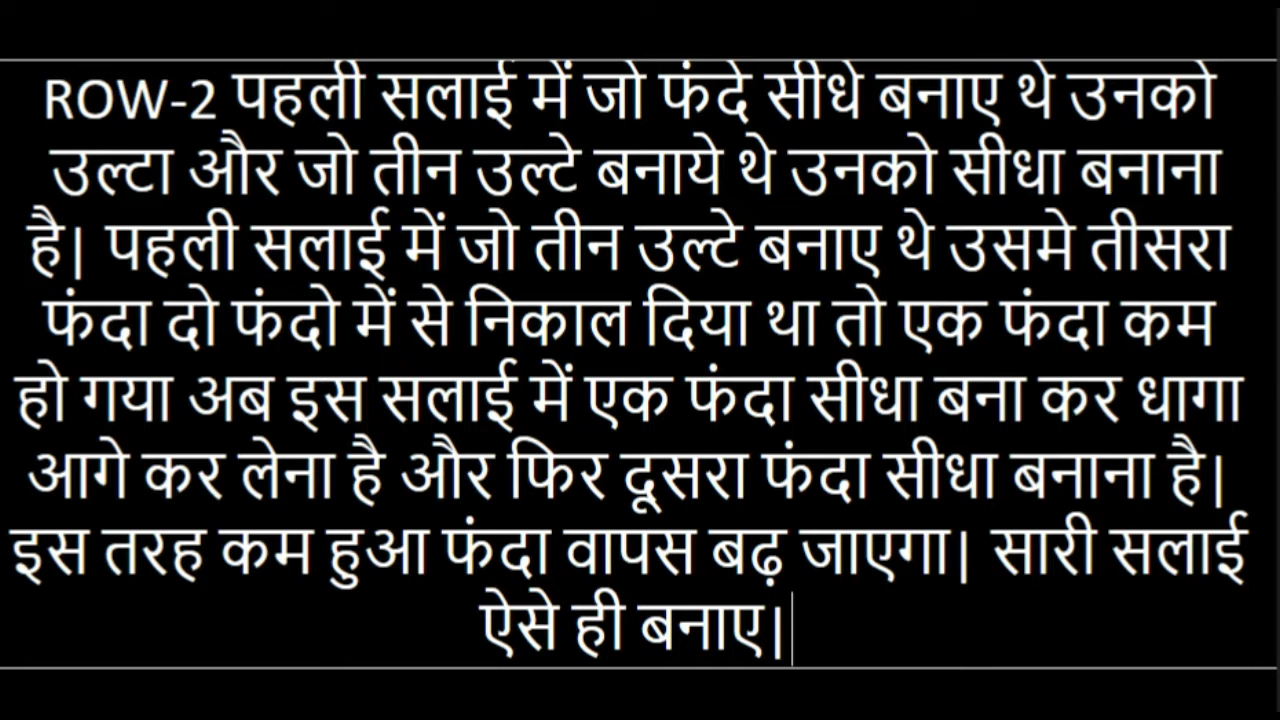 ROW-2 पहली सलाई में जो फंदे सीधे बनाए थे उनको
उल्टा और जो तीन उल्टे बनाये थे उनको सीधा बनाना
है। पहली सलाई में जो तीन उल्टे बनाए थे उसमे तीसरा
फंदा दो फंदो में से निकाल दिया था तो एक फंदा कम
हो गया अब इस सलाई में एक फंदा सीधा बना कर धागा
आगे कर लेना है और फिर दूसरा फंदा सीधा बनाना है।
इस तरह कम हुआ फंदा वापस बढ़ जाएगा। सारी सलाई
ऐसे ही बनाए।